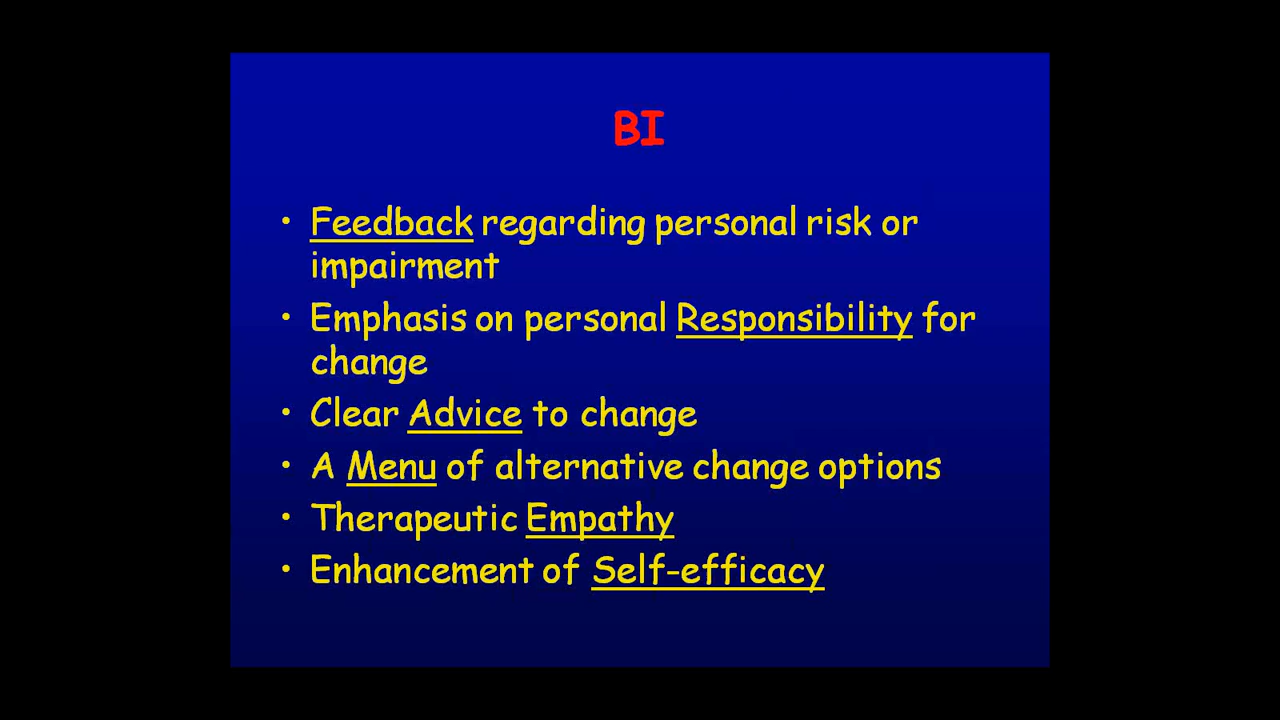 BI
• Feedback regarding personal risk or
impairment
• Emphasis on personal Responsibility for
change
• Clear Advice to change
• A Menu of alternative change options
• Therapeutic Empathy
• Enhancement of Self-efficacy